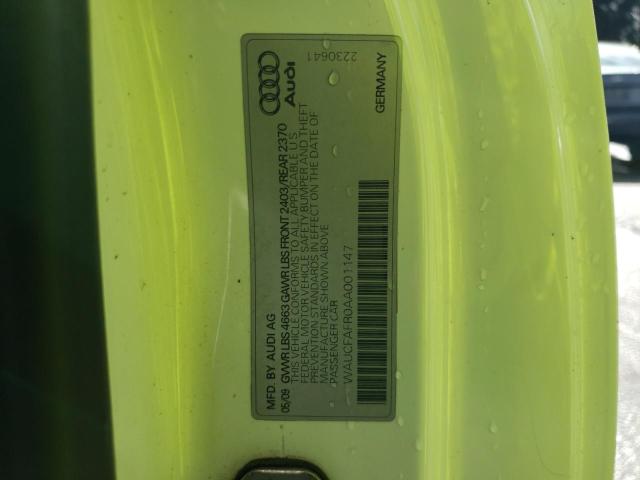 MFD. BY AUDI AG
05/09 GVWR LBS 4663 GAWR LBS FRONT 2403/REAR 2370
THIS VEHICLE CONFORMS TO ALL APPLICABLE U.S.
FEDERAL MOTOR VEHICLE SAFETY BUMPER AND THEFT
PREVENTION STANDARDS IN EFFECT ON THE DATE OF
MANUFACTURE SHOWN ABOVE
PASSENGER CAR
WAUCFAFR0AA001147
Audi
2230641
GERMANY